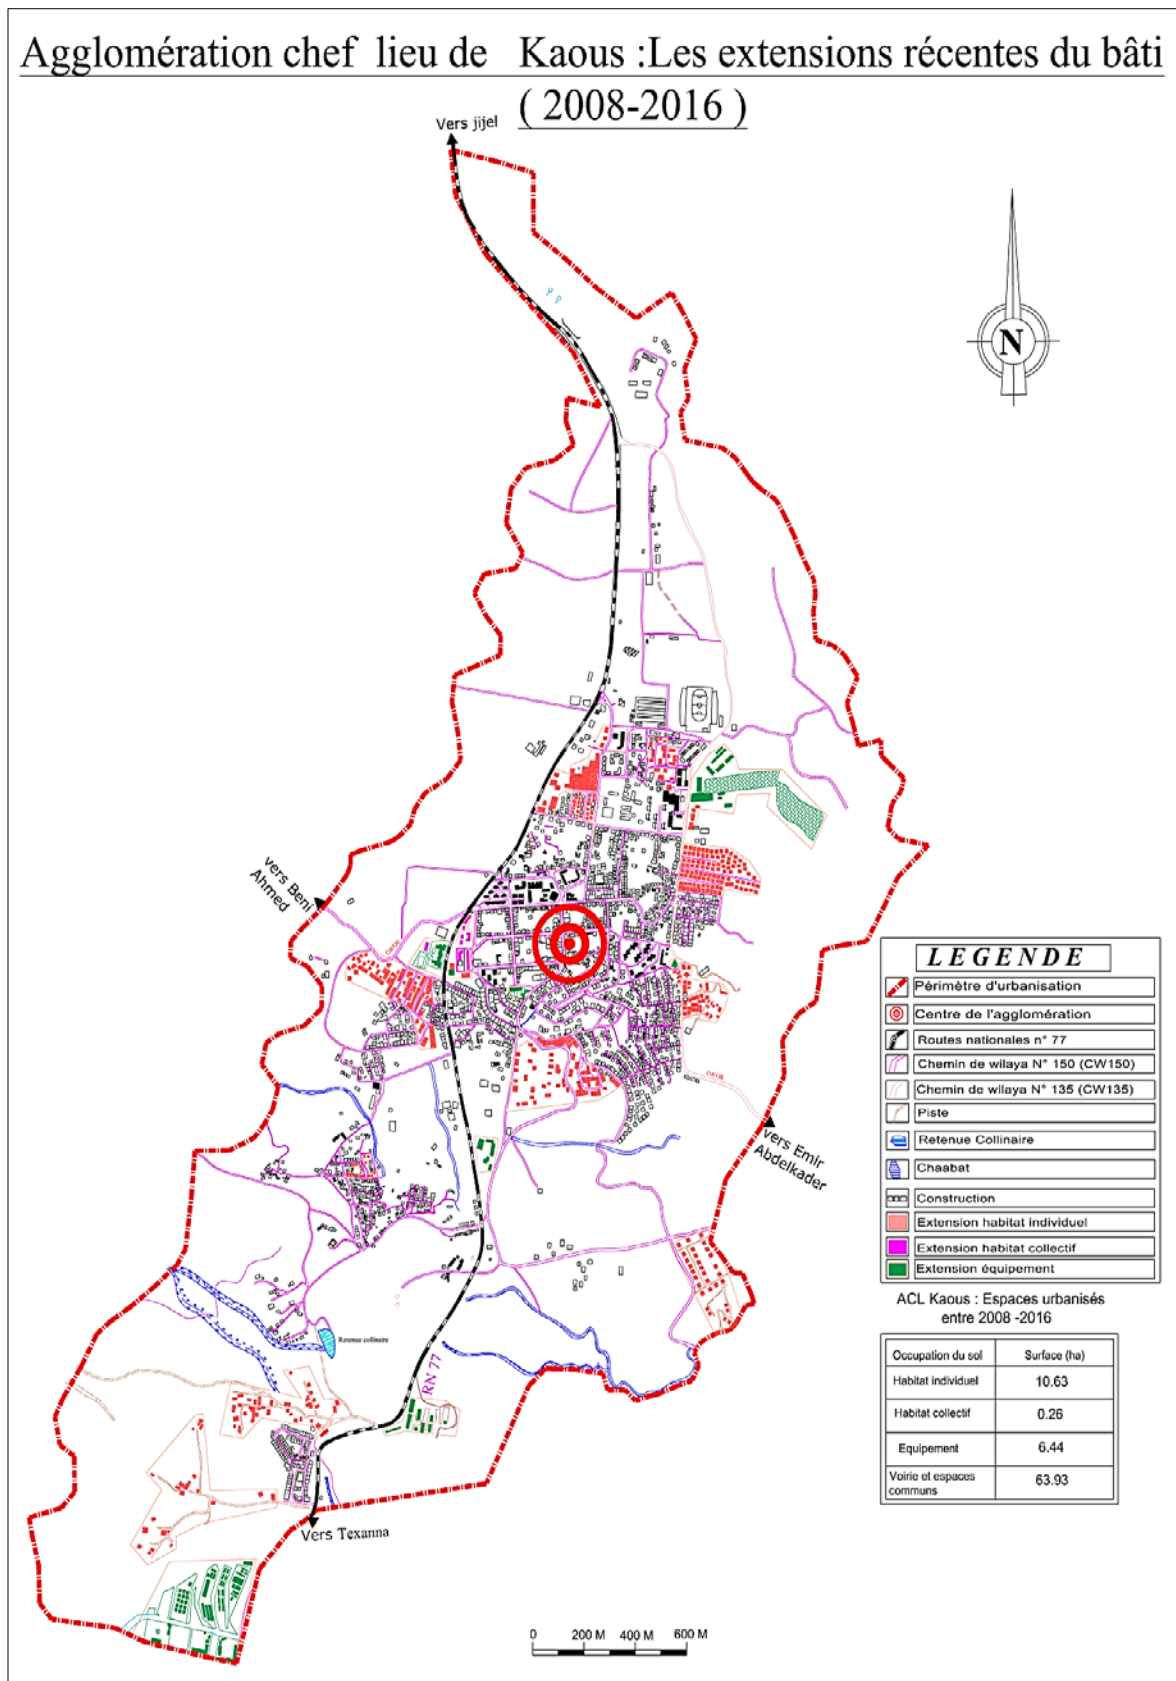 Agglomération chef lieu de Kaous :Les extensions récentes du bâti
( 2008-2016 )
Vers jijel
N
vers Beni
Ahmed
vers Emir
Abdelkader
Retenue collinaire
RN 77
Vers Texanna
LEGENDE
Périmètre d'urbanisation
Centre de l'agglomération
Routes nationales n° 77
Chemin de wilaya N° 150 (CW150)
Chemin de wilaya N° 135 (CW135)
Piste
Retenue Collinaire
Chaabat
Construction
Extension habitat individuel
Extension habitat collectif
Extension équipement
ACL Kaous : Espaces urbanisés
entre 2008 -2016
Occupation du sol Surface (ha)
Habitat individuel 10.63
Habitat collectif 0.26
Equipement 6.44
Voirie et espaces
communs 63.93
0 200 M 400 M 600 M